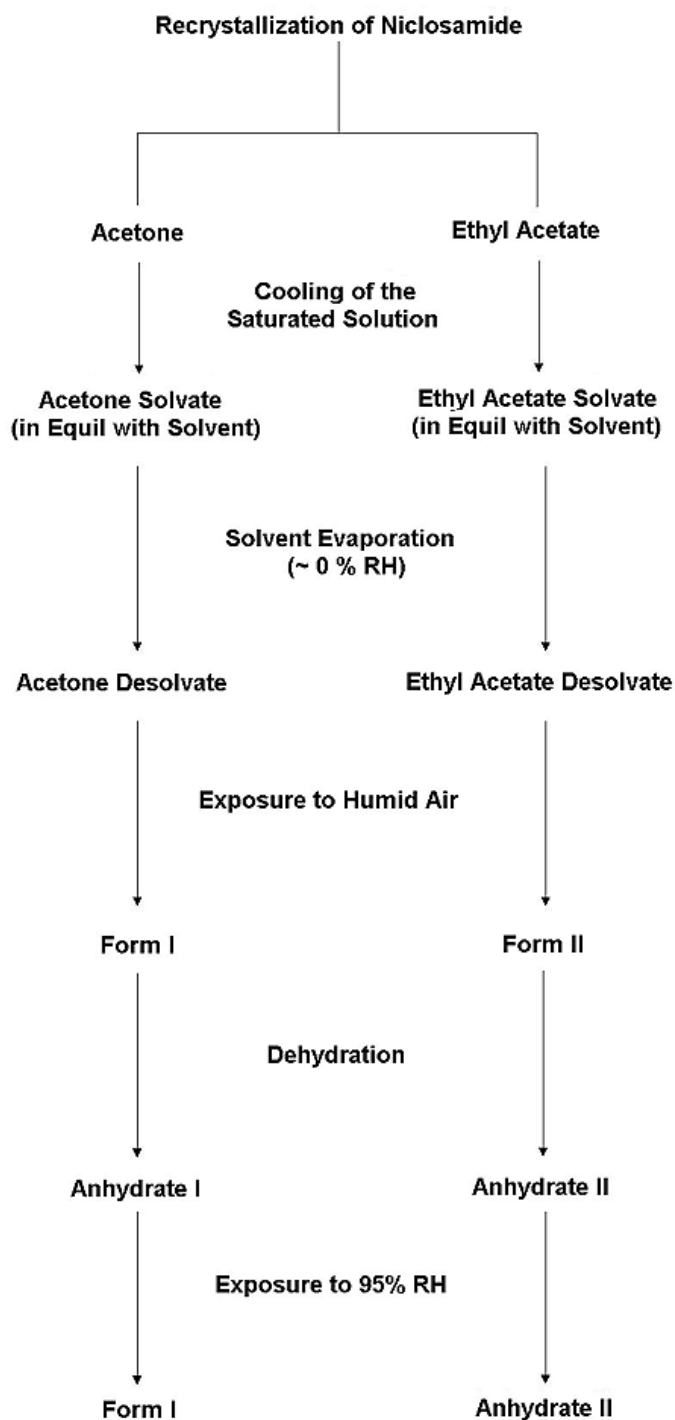 Recrystallization of Niclosamide
Acetone
Ethyl Acetate
Cooling of the
Saturated Solution
Acetone Solvate
(in Equil with Solvent)
Ethyl Acetate Solvate
(in Equil with Solvent)
Solvent Evaporation
(~ 0 % RH)
Acetone Desolvate
Ethyl Acetate Desolvate
Exposure to Humid Air
Form I
Form II
Dehydration
Anhydrate I
Anhydrate II
Exposure to 95% RH
Form I
Anhydrate II